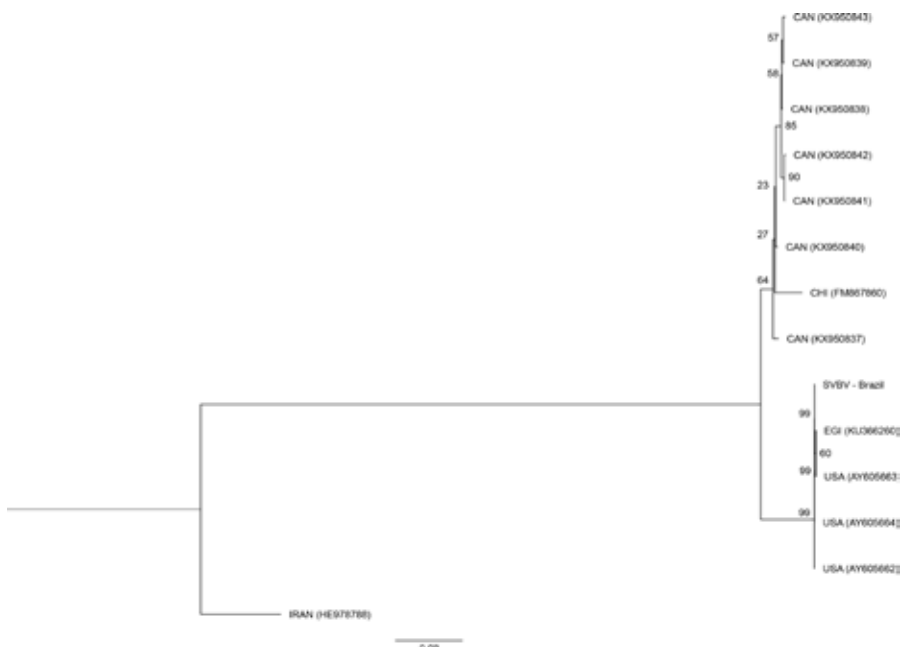 CAN (KX950843)
57
CAN (KX950839)
58
CAN (KX950838)
85
CAN (KX950842)
90
CAN (KX950841)
23
27
CAN (KX950840)
64
CHI (FM867860)
CAN (KX950837)
SVBV - Brazil
99
EGI (KU366260)
60
99
USA (AY605663)
99
USA (AY605664)
USA (AY605662)
IRAN (HE978788)